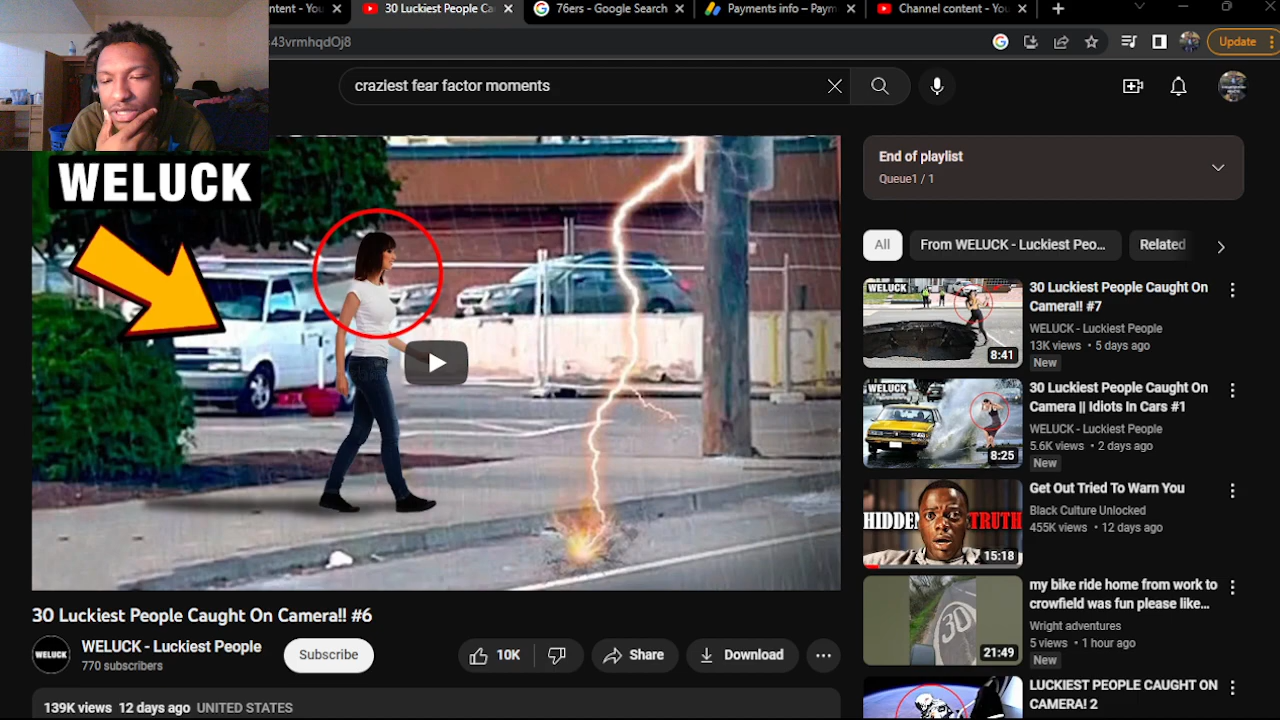 ntent - You
30 Luckiest People Ca
76ers - Google Search
Payments info – Paym
Channel content - You
43vrmhqdOj8
Update
craziest fear factor moments
WELUCK
End of playlist
Queue1 / 1
All
From WELUCK - Luckiest Peo...
Related
WELUCK
8:41
30 Luckiest People Caught On
Camera!! #7
WELUCK - Luckiest People
13K views • 5 days ago
New
WELUCK
8:25
30 Luckiest People Caught On
Camera || Idiots In Cars #1
WELUCK - Luckiest People
5.6K views • 2 days ago
New
HIDDEN TRUTH
15:18
Get Out Tried To Warn You
Black Culture Unlocked
455K views • 12 days ago
30
21:49
my bike ride home from work to
crowfield was fun please like...
Wright adventures
5 views • 1 hour ago
New
LUCKIEST PEOPLE CAUGHT ON
CAMERA! 2
30 Luckiest People Caught On Camera!! #6
WELUCK
WELUCK - Luckiest People
770 subscribers
Subscribe
10K
Share
Download
139K views 12 days ago UNITED STATES